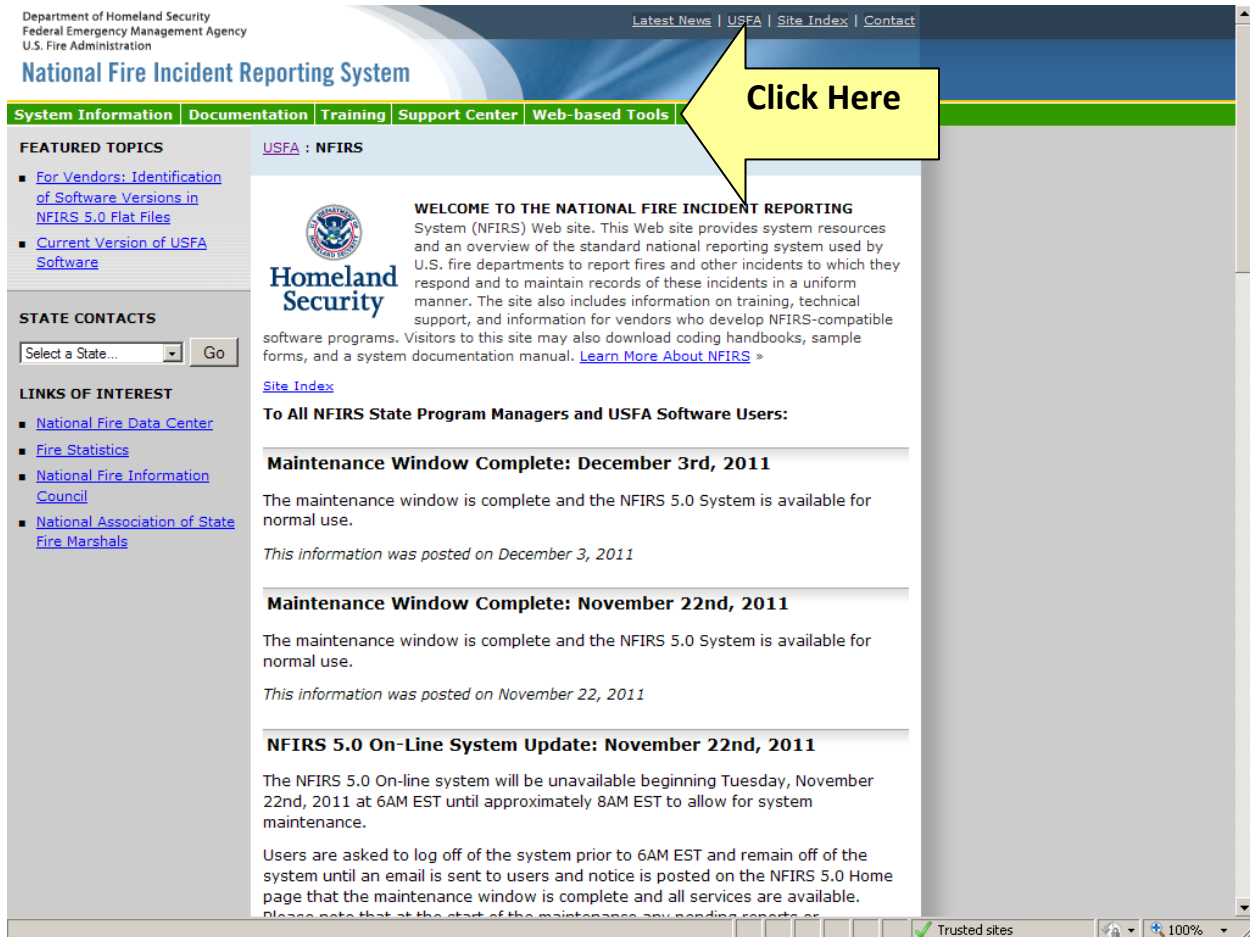 Department of Homeland Security
Federal Emergency Management Agency
U.S. Fire Administration
National Fire Incident Reporting System
Latest News | USFA | Site Index | Contact
Click Here
System Information | Documentation | Training | Support Center | Web-based Tools
FEATURED TOPICS
For Vendors: Identification
of Software Versions in
NFIRS 5.0 Flat Files
Current Version of USFA
Software
STATE CONTACTS
Select a State...
Go
LINKS OF INTEREST
National Fire Data Center
Fire Statistics
National Fire Information
Council
National Association of State
Fire Marshals
USFA : NFIRS
Homeland
Security
WELCOME TO THE NATIONAL FIRE INCIDENT REPORTING
System (NFIRS) Web site. This Web site provides system resources
and an overview of the standard national reporting system used by
U.S. fire departments to report fires and other incidents to which they
respond and to maintain records of these incidents in a uniform
manner. The site also includes information on training, technical
support, and information for vendors who develop NFIRS-compatible
software programs. Visitors to this site may also download coding handbooks, sample
forms, and a system documentation manual. Learn More About NFIRS »
Site Index
To All NFIRS State Program Managers and USFA Software Users:
Maintenance Window Complete: December 3rd, 2011
The maintenance window is complete and the NFIRS 5.0 System is available for
normal use.
This information was posted on December 3, 2011
Maintenance Window Complete: November 22nd, 2011
The maintenance window is complete and the NFIRS 5.0 System is available for
normal use.
This information was posted on November 22, 2011
NFIRS 5.0 On-Line System Update: November 22nd, 2011
The NFIRS 5.0 On-line system will be unavailable beginning Tuesday, November
22nd, 2011 at 6AM EST until approximately 8AM EST to allow for system
maintenance.
Users are asked to log off of the system prior to 6AM EST and remain off of the
system until an email is sent to users and notice is posted on the NFIRS 5.0 Home
page that the maintenance window is complete and all services are available.
Please note that at the start of the maintenance any pending reports or
Trusted sites
100%